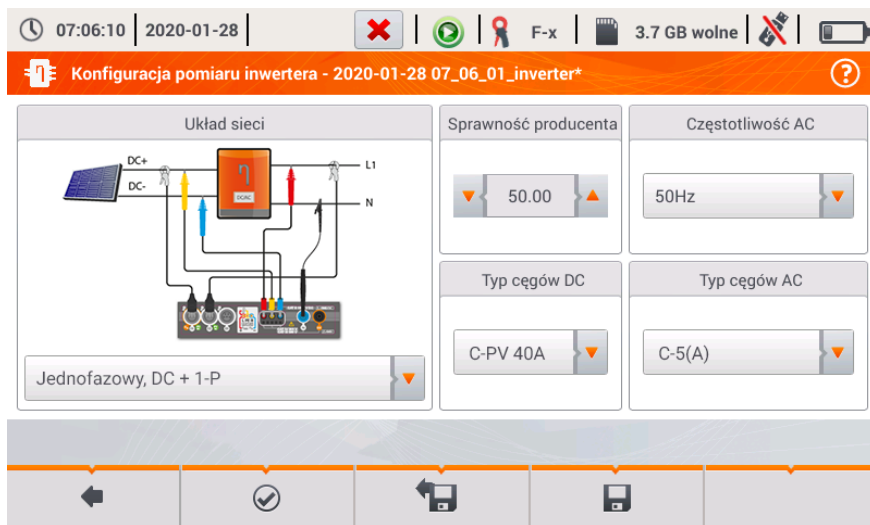 07:06:10 2020-01-28 F-x 3.7 GB wolne
Konfiguracja pomiaru inwertera - 2020-01-28 07_06_01_inverter*
?
Układ sieci
DC+
DC-
η
DC/AC
L1
N
Jednofazowy, DC + 1-P
Sprawność producenta
50.00
Częstotliwość AC
50Hz
Typ cęgów DC
C-PV 40A
Typ cęgów AC
C-5(A)